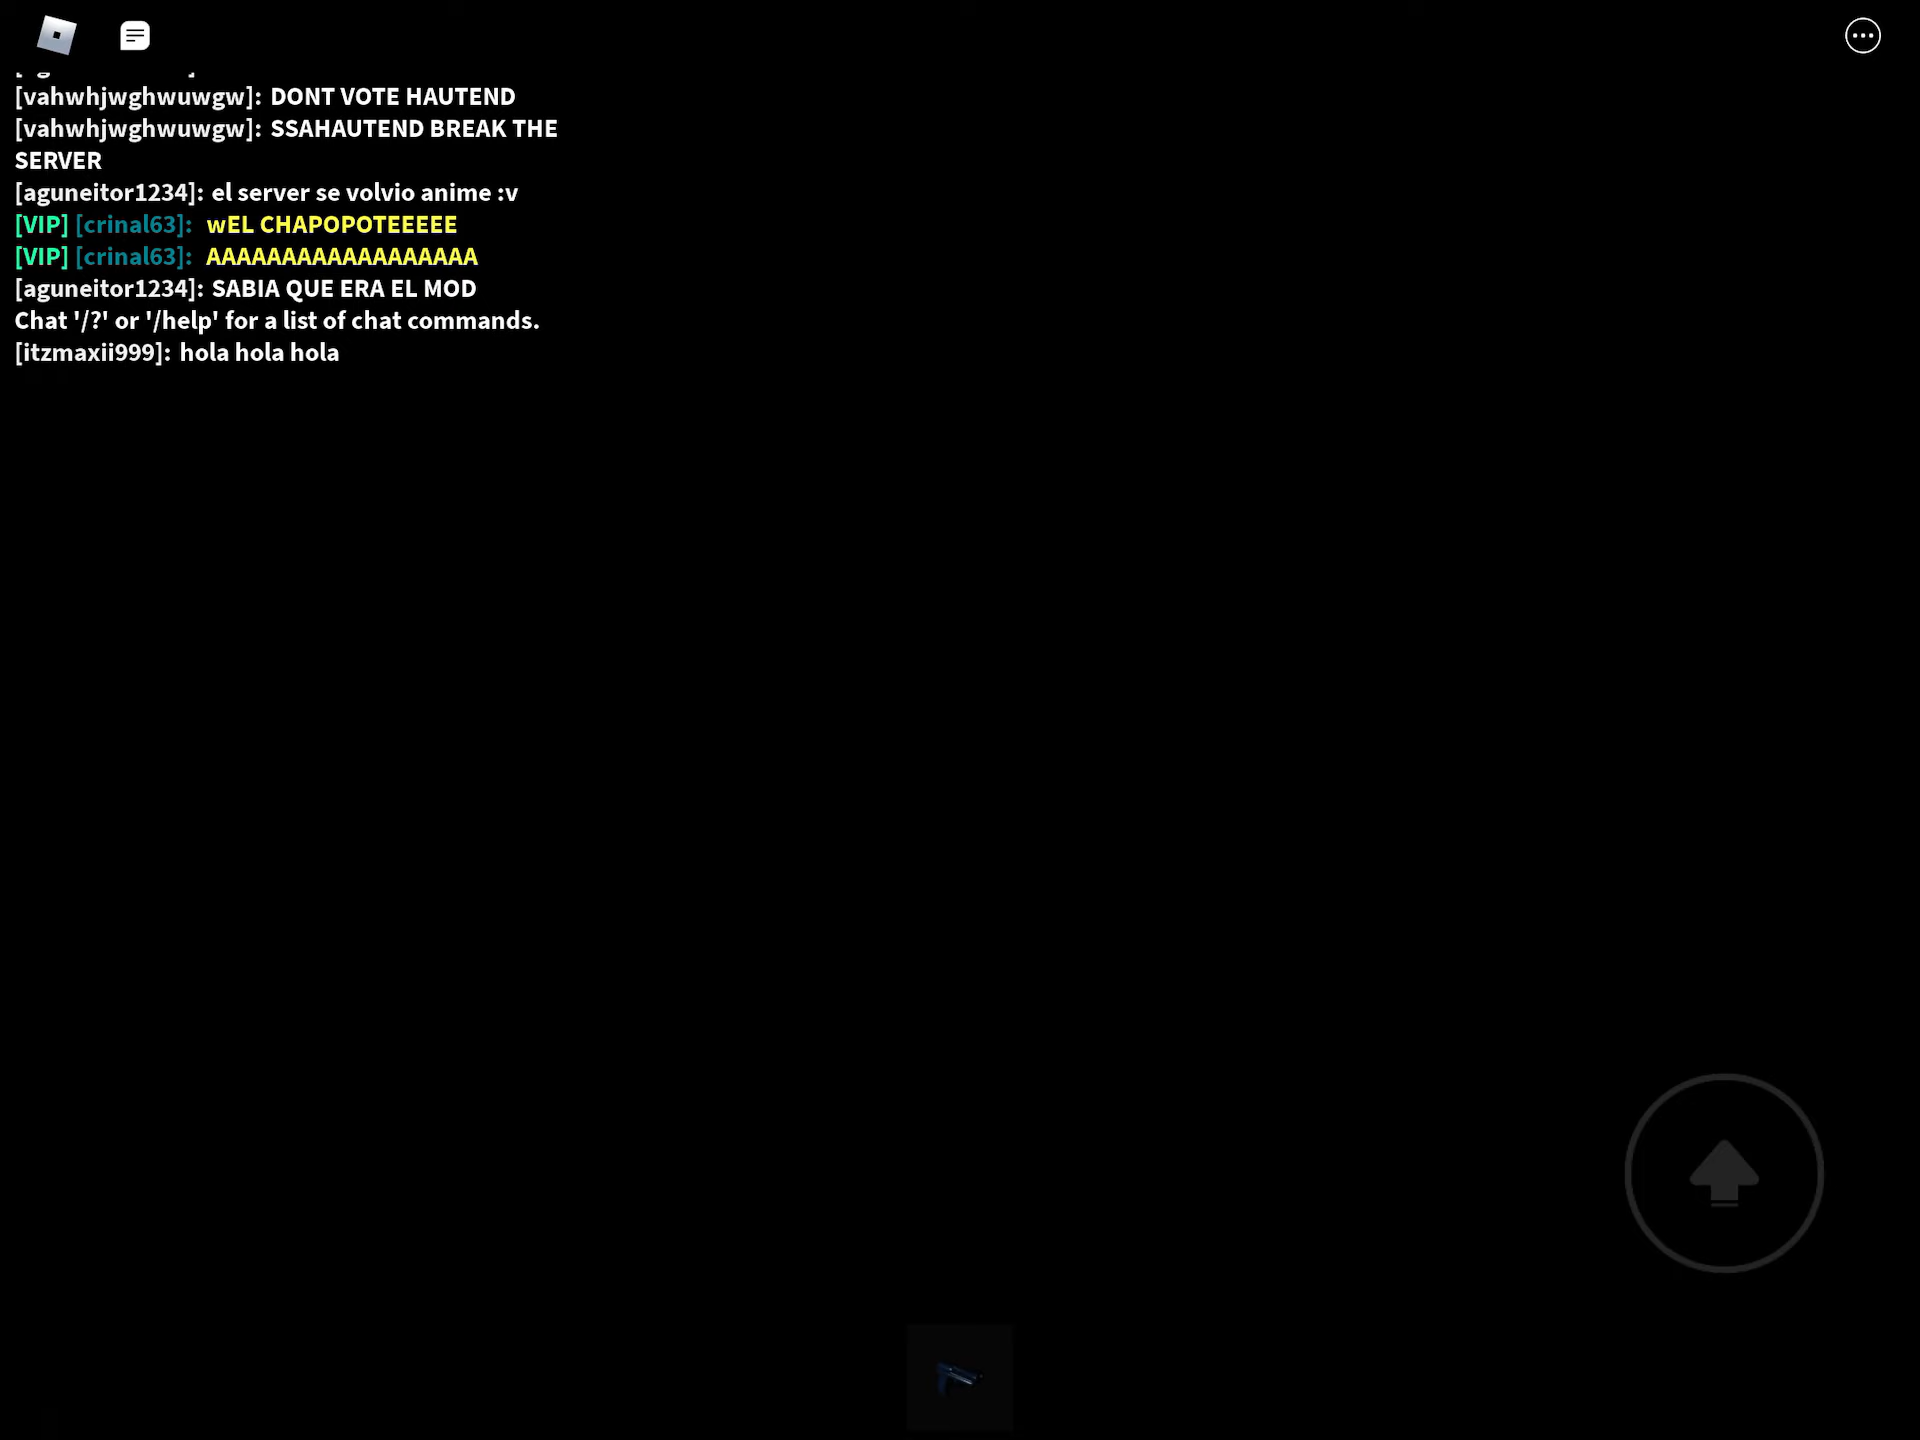 [vahwhjwghwuwgw]: DONT VOTE HAUTEND
[vahwhjwghwuwgw]: SSAHAUTEND BREAK THE
SERVER
[aguneitor1234]: el server se volvio anime :v
[VIP] [crinal63]: wEL CHAPOPOTEEEEE
[VIP] [crinal63]: AAAAAAAAAAAAAAAAAA
[aguneitor1234]: SABIA QUE ERA EL MOD
Chat '/?' or '/help' for a list of chat commands.
[itzmaxii999]: hola hola hola